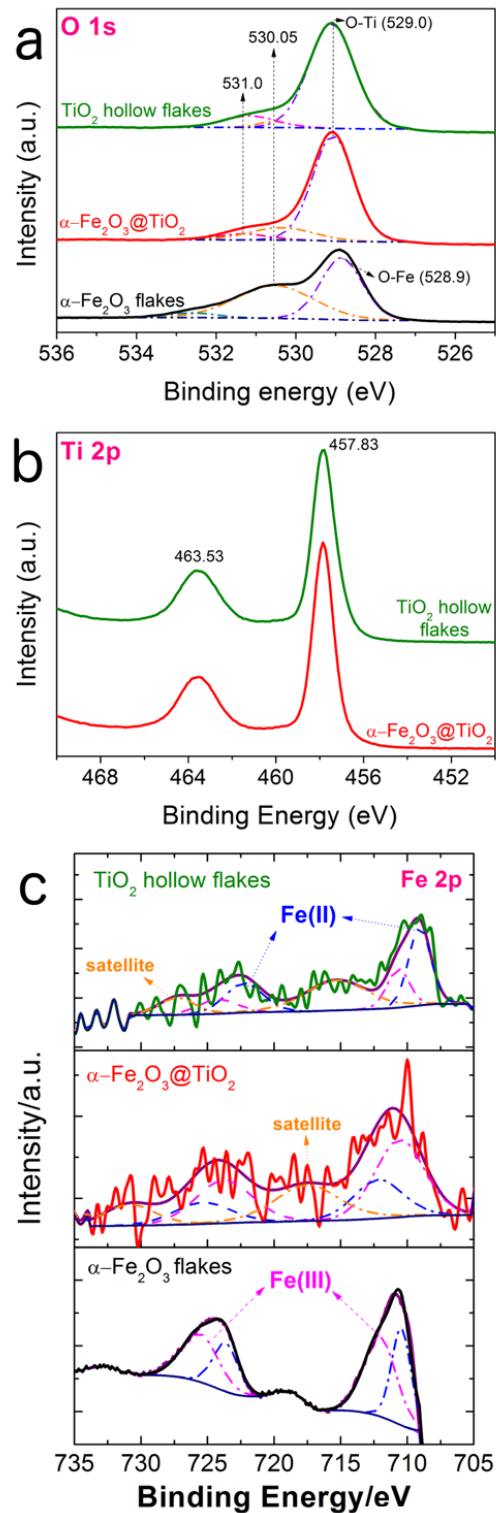 a
O 1s
530.05
O-Ti (529.0)
531.0
TiO₂ hollow flakes
α–Fe₂O₃@TiO₂
O-Fe (528.9)
α–Fe₂O₃ flakes
Intensity (a.u.)
536 534 532 530 528 526
Binding energy (eV)
b
Ti 2p
457.83
463.53
TiO₂ hollow
flakes
α–Fe₂O₃@TiO₂
Intensity (a.u.)
468 464 460 456 452
Binding Energy (eV)
c
TiO₂ hollow flakes
Fe 2p
Fe(II)
satellite
α–Fe₂O₃@TiO₂
satellite
α–Fe₂O₃ flakes
Fe(III)
Intensity/a.u.
735 730 725 720 715 710 705
Binding Energy/eV